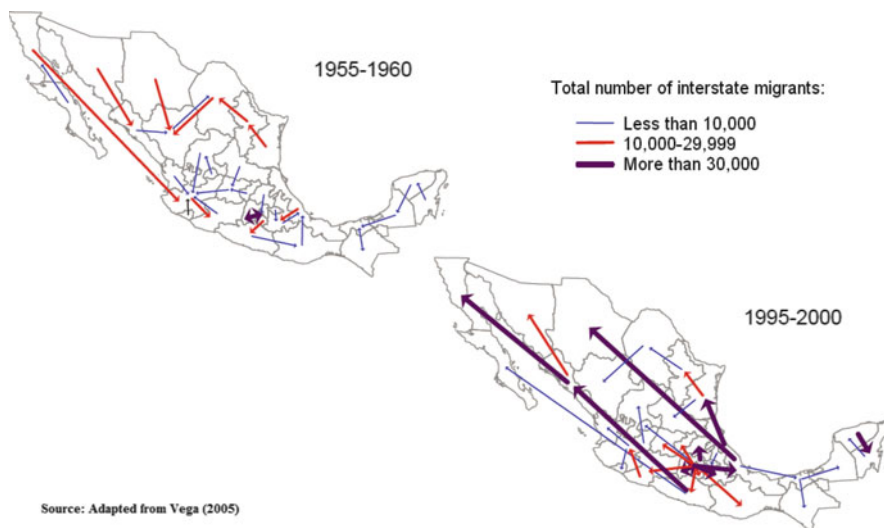 1955-1960
Total number of interstate migrants:
Less than 10,000
10,000-29,999
More than 30,000
1995-2000
Source: Adapted from Vega (2005)